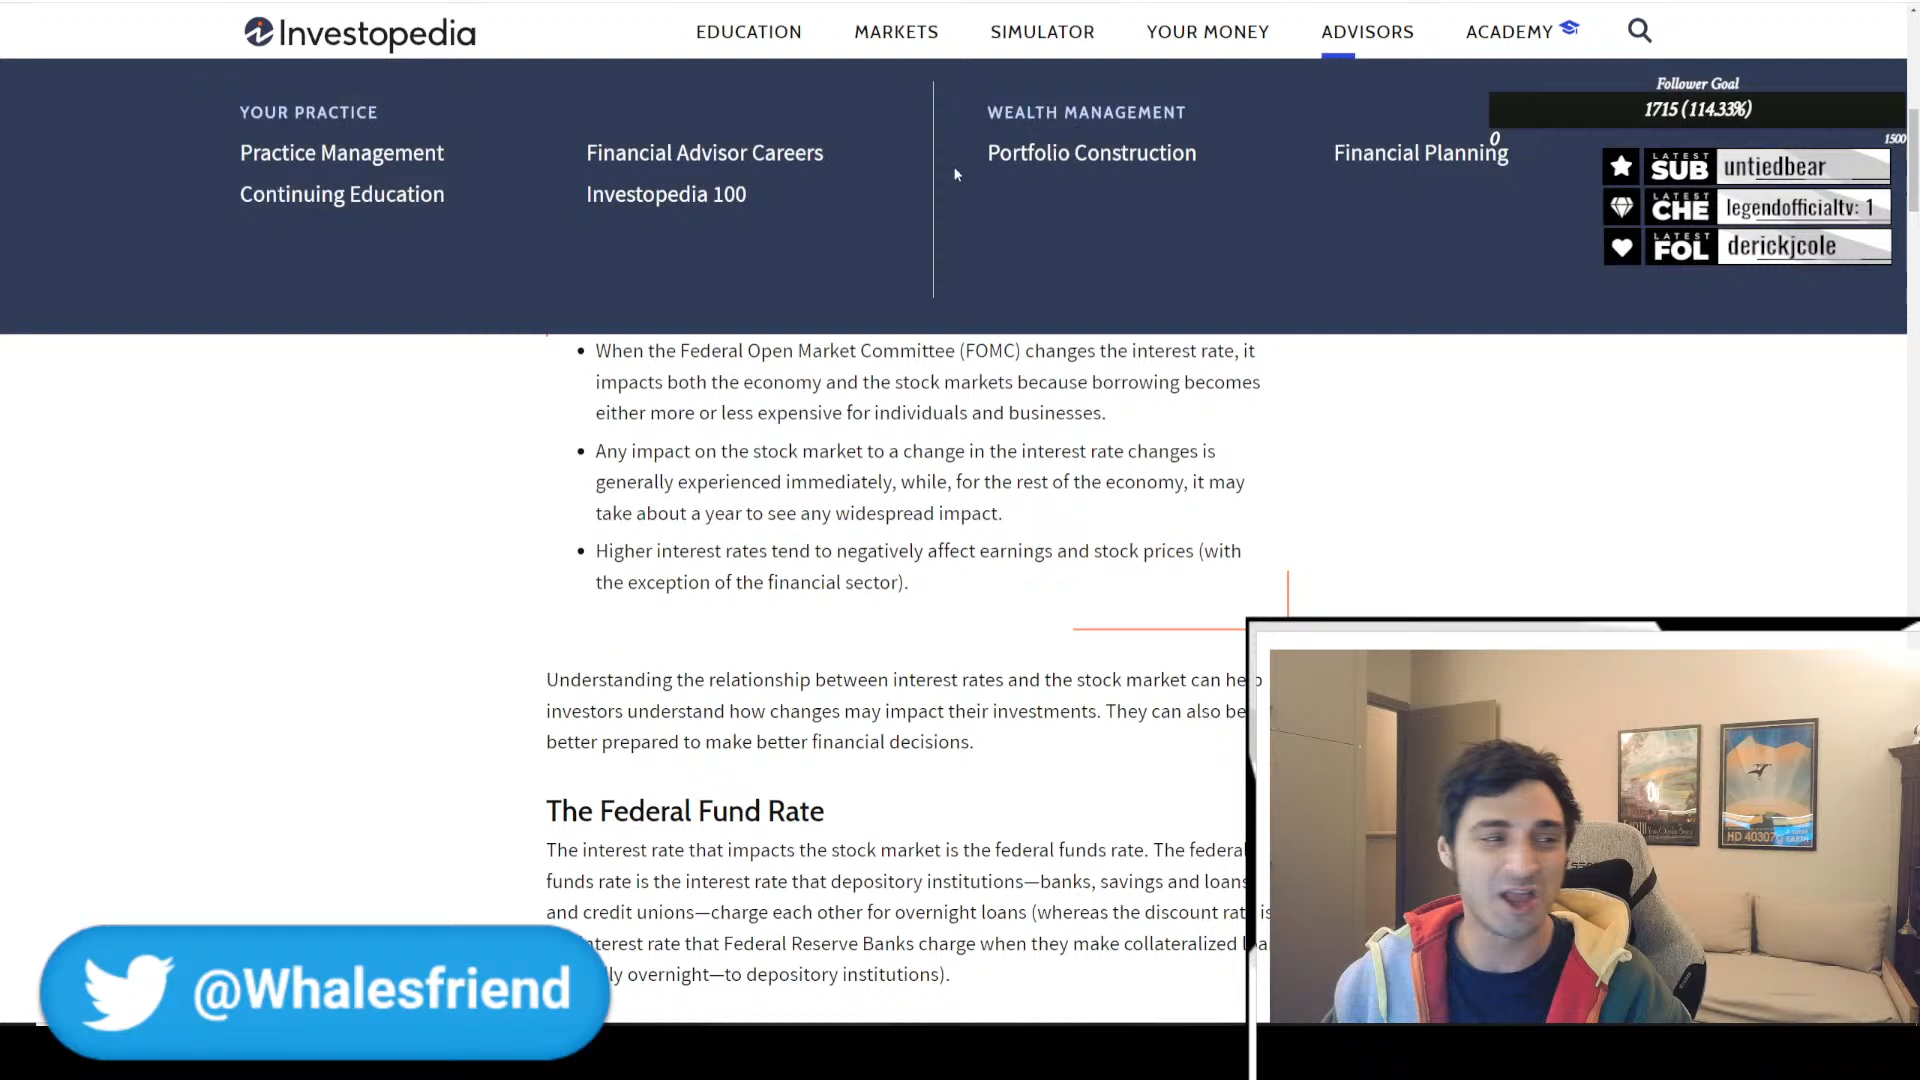 Investopedia
EDUCATION
MARKETS
SIMULATOR
YOUR MONEY
ADVISORS
ACADEMY
YOUR PRACTICE
Practice Management
Financial Advisor Careers
Continuing Education
Investopedia 100
WEALTH MANAGEMENT
Portfolio Construction
Financial Planning
Follower Goal
1715 (114.33%)
0
1500
LATEST
SUB
untiedbear
LATEST
CHE
legendofficialtv: 1
LATEST
FOL
derickjcole
When the Federal Open Market Committee (FOMC) changes the interest rate, it
impacts both the economy and the stock markets because borrowing becomes
either more or less expensive for individuals and businesses.
Any impact on the stock market to a change in the interest rate changes is
generally experienced immediately, while, for the rest of the economy, it may
take about a year to see any widespread impact.
Higher interest rates tend to negatively affect earnings and stock prices (with
the exception of the financial sector).
Understanding the relationship between interest rates and the stock market can
investors understand how changes may impact their investments. They can also be
better prepared to make better financial decisions.
The Federal Fund Rate
The interest rate that impacts the stock market is the federal funds rate. The federal
funds rate is the interest rate that depository institutions—banks, savings and loans
and credit unions—charge each other for overnight loans (whereas the discount
rate that Federal Reserve Banks charge when they make collateralized
overnight—to depository institutions).
@Whalesfriend
HD 40307